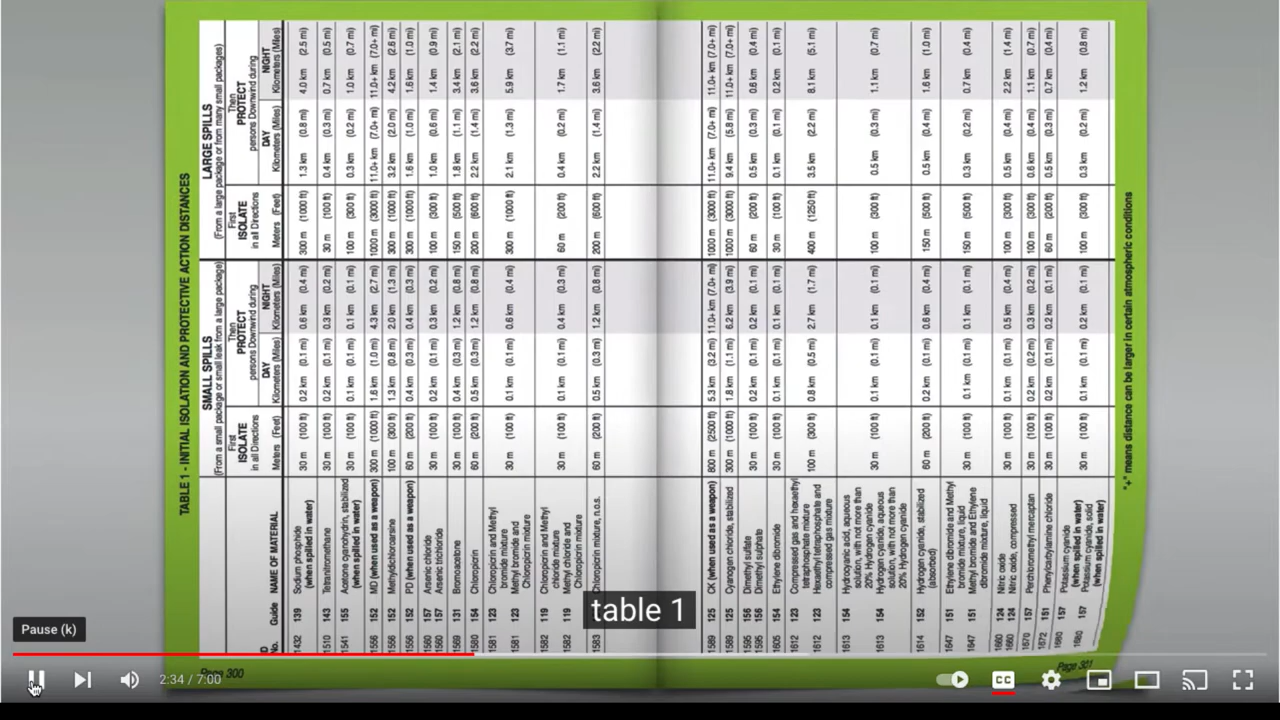 TABLE 1 - INITIAL ISOLATION AND PROTECTIVE ACTION DISTANCES
SMALL SPILLS
(From a small package or small leak from a large package)
LARGE SPILLS
(From a large package or from many small packages)
First
ISOLATE
in all Directions
Then
PROTECT
persons Downwind during
First
ISOLATE
in all Directions
Then
PROTECT
persons Downwind during
No. Guide NAME OF MATERIAL
Meters (Feet)
DAY
Kilometers (Miles)
NIGHT
Kilometers (Miles)
Meters (Feet)
DAY
Kilometers (Miles)
NIGHT
Kilometers (Miles)
1432 139 Sodium phosphide 30 m (100 ft) 0.2 km (0.1 mi) 0.6 km (0.4 mi) 300 m (1000 ft) 1.3 km (0.8 mi) 4.0 km (2.5 mi)
(when spilled in water)
1510 143 Tetranitromethane 30 m (100 ft) 0.2 km (0.1 mi) 0.3 km (0.2 mi) 30 m (100 ft) 0.4 km (0.3 mi) 0.7 km (0.5 mi)
1541 155 Acetone cyanohydrin, stabilized 30 m (100 ft) 0.1 km (0.1 mi) 0.1 km (0.1 mi) 100 m (300 ft) 0.3 km (0.2 mi) 1.0 km (0.7 mi)
(when spilled in water)
1556 152 MD (when used as a weapon) 300 m (1000 ft) 1.6 km (1.0 mi) 4.3 km (2.7 mi) 1000 m (3000 ft) 11.0+ km (7.0+ mi) 11.0+ km (7.0+ mi)
1556 152 Methyldichloroarsine 100 m (300 ft) 1.3 km (0.8 mi) 2.0 km (1.3 mi) 300 m (1000 ft) 3.2 km (2.0 mi) 4.2 km (2.6 mi)
1556 152 PD (when used as a weapon) 60 m (200 ft) 0.4 km (0.3 mi) 0.4 km (0.3 mi) 300 m (1000 ft) 1.6 km (1.0 mi) 1.6 km (1.0 mi)
1560 157 Arsenic chloride 30 m (100 ft) 0.2 km (0.1 mi) 0.3 km (0.2 mi) 100 m (300 ft) 1.0 km (0.6 mi) 1.4 km (0.9 mi)
1560 157 Arsenic trichloride
1569 131 Bromoacetone 30 m (100 ft) 0.4 km (0.3 mi) 1.2 km (0.8 mi) 150 m (500 ft) 1.8 km (1.1 mi) 3.4 km (2.1 mi)
1580 154 Chloropicrin 60 m (200 ft) 0.5 km (0.3 mi) 1.2 km (0.8 mi) 200 m (600 ft) 2.2 km (1.4 mi) 3.6 km (2.2 mi)
1581 123 Chloropicrin and Methyl
bromide mixture
1581 123 Methyl bromide and
Chloropicrin mixture
30 m (100 ft) 0.1 km (0.1 mi) 0.6 km (0.4 mi) 300 m (1000 ft) 2.1 km (1.3 mi) 5.9 km (3.7 mi)
1582 119 Chloropicrin and Methyl
chloride mixture
1582 119 Methyl chloride and
Chloropicrin mixture
30 m (100 ft) 0.1 km (0.1 mi) 0.4 km (0.3 mi) 60 m (200 ft) 0.4 km (0.2 mi) 1.7 km (1.1 mi)
1583 Chloropicrin mixture, n.o.s. 60 m (200 ft) 0.5 km (0.3 mi) 1.2 km (0.8 mi) 200 m (600 ft) 2.2 km (1.4 mi) 3.6 km (2.2 mi)
1589 125 CK (when used as a weapon) 800 m (2500 ft) 5.3 km (3.2 mi) 11.0+ km (7.0+ mi) 1000 m (3000 ft) 11.0+ km (7.0+ mi) 11.0+ km (7.0+ mi)
1589 125 Cyanogen chloride, stabilized 300 m (1000 ft) 1.8 km (1.1 mi) 6.2 km (3.9 mi) 1000 m (3000 ft) 9.4 km (5.8 mi) 11.0+ km (7.0+ mi)
1595 156 Dimethyl sulfate 30 m (100 ft) 0.2 km (0.1 mi) 0.2 km (0.1 mi) 60 m (200 ft) 0.5 km (0.3 mi) 0.6 km (0.4 mi)
1595 156 Dimethyl sulphate
1605 154 Ethylene dibromide 30 m (100 ft) 0.1 km (0.1 mi) 0.1 km (0.1 mi) 30 m (100 ft) 0.1 km (0.1 mi) 0.2 km (0.1 mi)
1612 123 Compressed gas and hexaethyl
tetraphosphate mixture
1612 123 Hexaethyl tetraphosphate and
compressed gas mixture
100 m (300 ft) 0.8 km (0.5 mi) 2.7 km (1.7 mi) 400 m (1250 ft) 3.5 km (2.2 mi) 8.1 km (5.1 mi)
1613 154 Hydrocyanic acid, aqueous
solution, with not more than
20% Hydrogen cyanide
1613 154 Hydrogen cyanide, aqueous
solution, with not more than
20% Hydrogen cyanide
30 m (100 ft) 0.1 km (0.1 mi) 0.1 km (0.1 mi) 100 m (300 ft) 0.5 km (0.3 mi) 1.1 km (0.7 mi)
1614 152 Hydrogen cyanide, stabilized 60 m (200 ft) 0.2 km (0.1 mi) 0.6 km (0.4 mi) 150 m (500 ft) 0.5 km (0.4 mi) 1.6 km (1.0 mi)
(absorbed)
1647 151 Ethylene dibromide and Methyl
bromide mixture, liquid
1647 151 Methyl bromide and Ethylene
dibromide mixture, liquid
30 m (100 ft) 0.1 km (0.1 mi) 0.1 km (0.1 mi) 150 m (500 ft) 0.3 km (0.2 mi) 0.7 km (0.4 mi)
1660 124 Nitric oxide 30 m (100 ft) 0.1 km (0.1 mi) 0.5 km (0.4 mi) 100 m (300 ft) 0.5 km (0.4 mi) 2.2 km (1.4 mi)
1660 124 Nitric oxide, compressed
1670 157 Perchloromethyl mercaptan 30 m (100 ft) 0.2 km (0.2 mi) 0.3 km (0.2 mi) 100 m (300 ft) 0.6 km (0.4 mi) 1.1 km (0.7 mi)
1672 151 Phenylcarbylamine chloride 30 m (100 ft) 0.2 km (0.1 mi) 0.2 km (0.1 mi) 60 m (200 ft) 0.5 km (0.3 mi) 0.7 km (0.4 mi)
1680 157 Potassium cyanide
(when spilled in water)
1680 157 Potassium cyanide, solid
(when spilled in water)
30 m (100 ft) 0.1 km (0.1 mi) 0.2 km (0.1 mi) 100 m (300 ft) 0.3 km (0.2 mi) 1.2 km (0.8 mi)
"+" means distance can be larger in certain atmospheric conditions
table 1
Pause (k)
Page 300
Page 301
2:34 / 7:00
CC